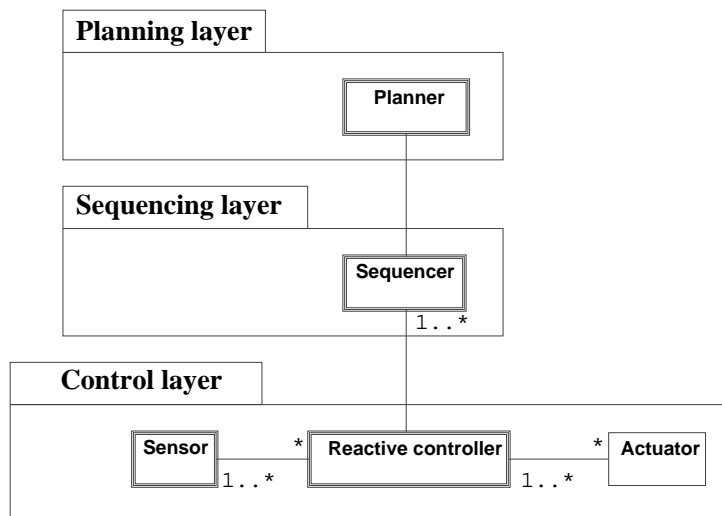 Planning layer
Planner
Sequencing layer
Sequencer
1..*
Control layer
Sensor
*
Reactive controller
*
Actuator
1..*
1..*